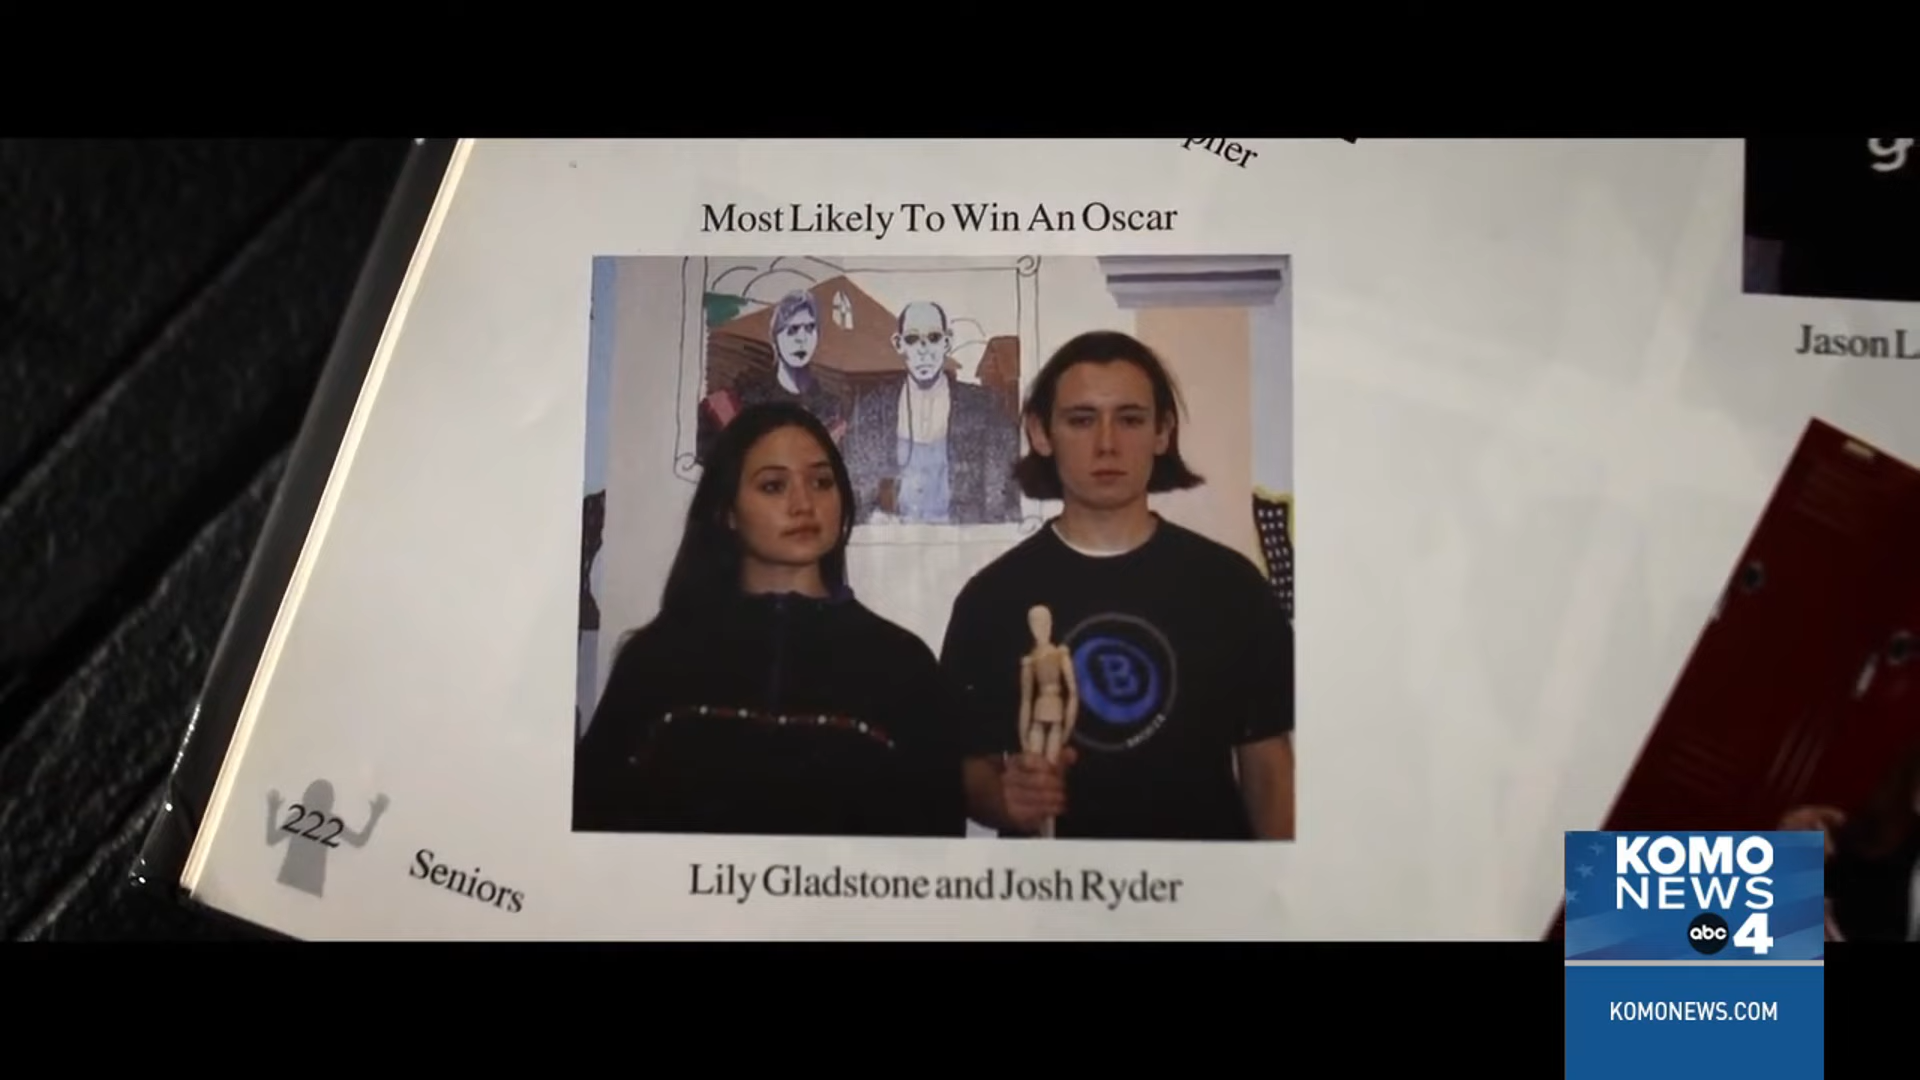 pher
g
Most Likely To Win An Oscar
Jason L
B
222
Seniors
Lily Gladstone and Josh Ryder
KOMO
NEWS
abc 4
KOMONEWS.COM